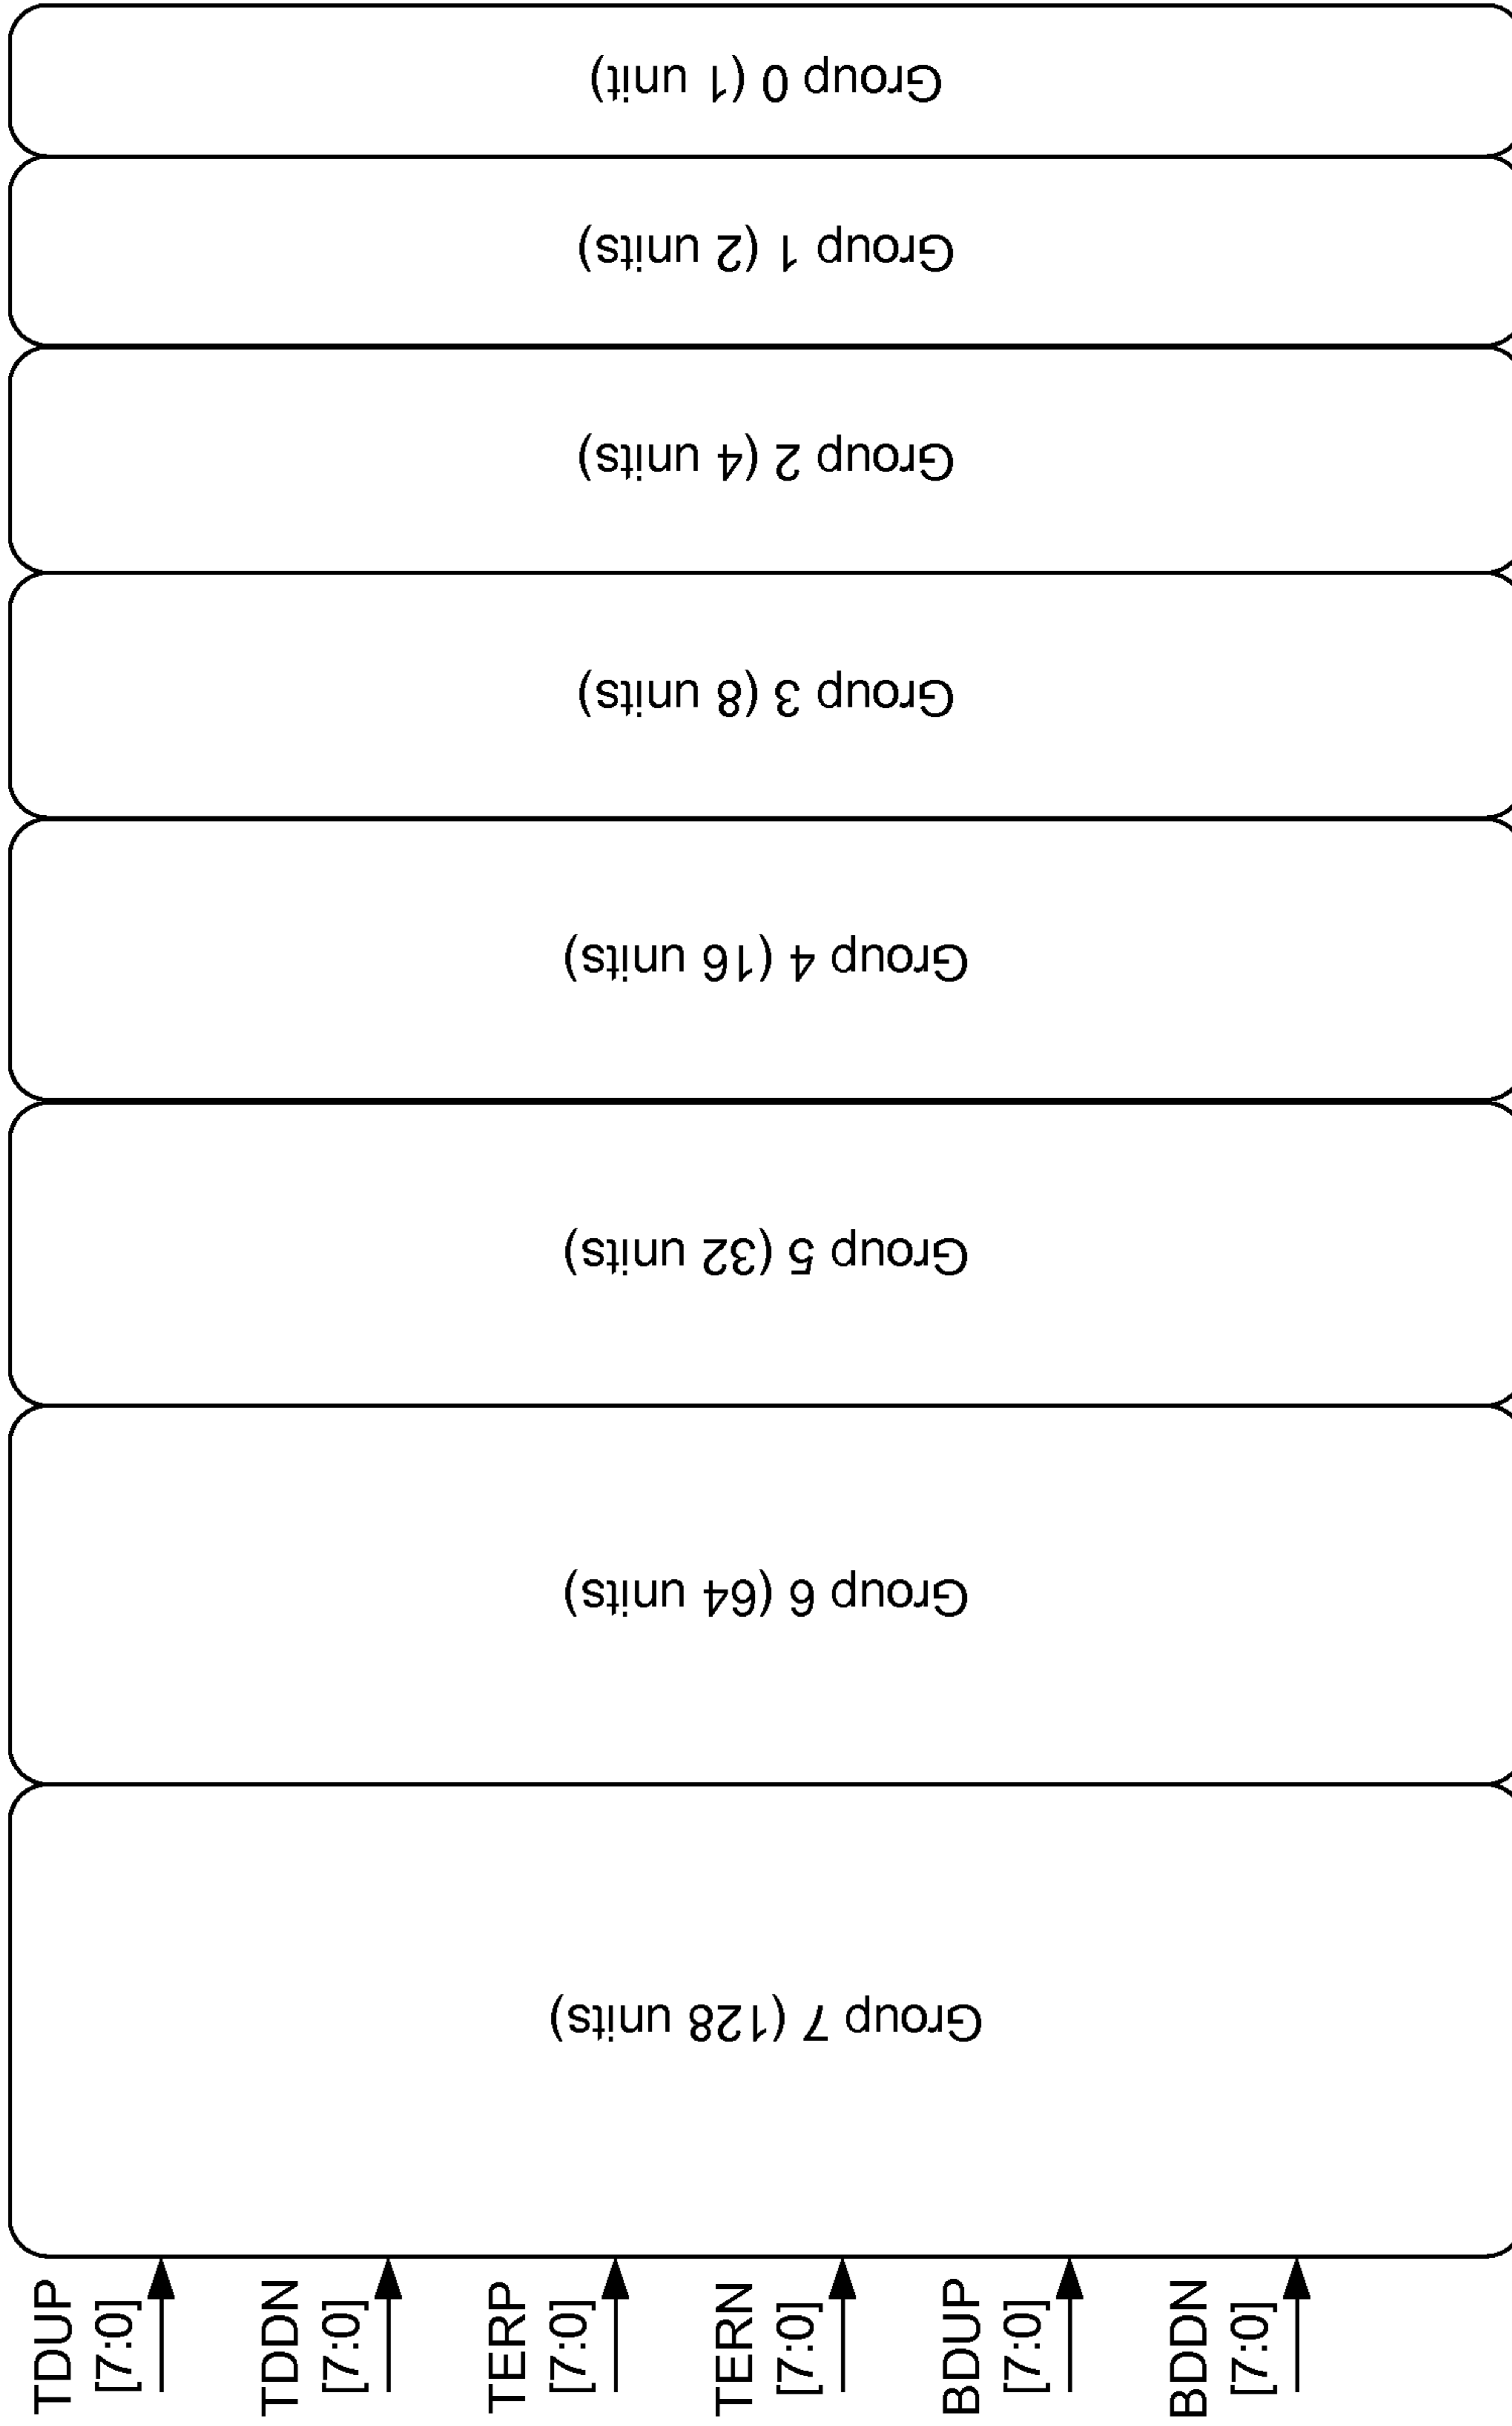 Group 0 (1 unit)
Group 1 (2 units)
Group 2 (4 units)
Group 3 (8 units)
Group 4 (16 units)
Group 5 (32 units)
Group 6 (64 units)
Group 7 (128 units)
TDUP
[7:0]
TDDN
[7:0]
TERP
[7:0]
TERN
[7:0]
BDUP
[7:0]
BDDN
[7:0]